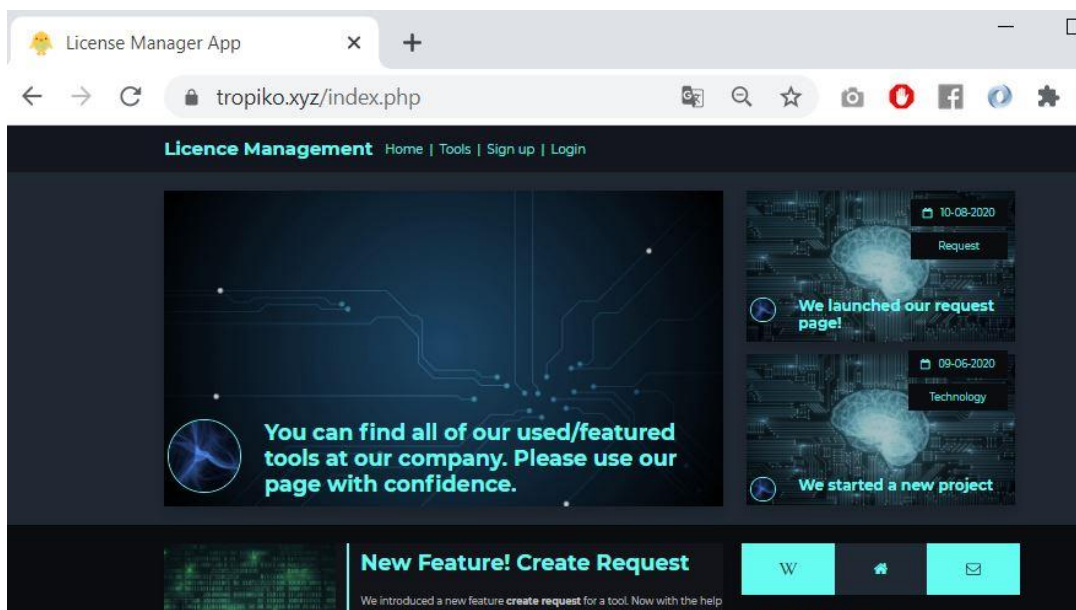 License Manager App
tropiko.xyz/index.php
Licence Management Home | Tools | Sign up | Login
10-08-2020
Request
We launched our request
page!
09-06-2020
Technology
We started a new project
You can find all of our used/featured
tools at our company. Please use our
page with confidence.
New Feature! Create Request
We introduced a new feature create request for a tool. Now with the help
W